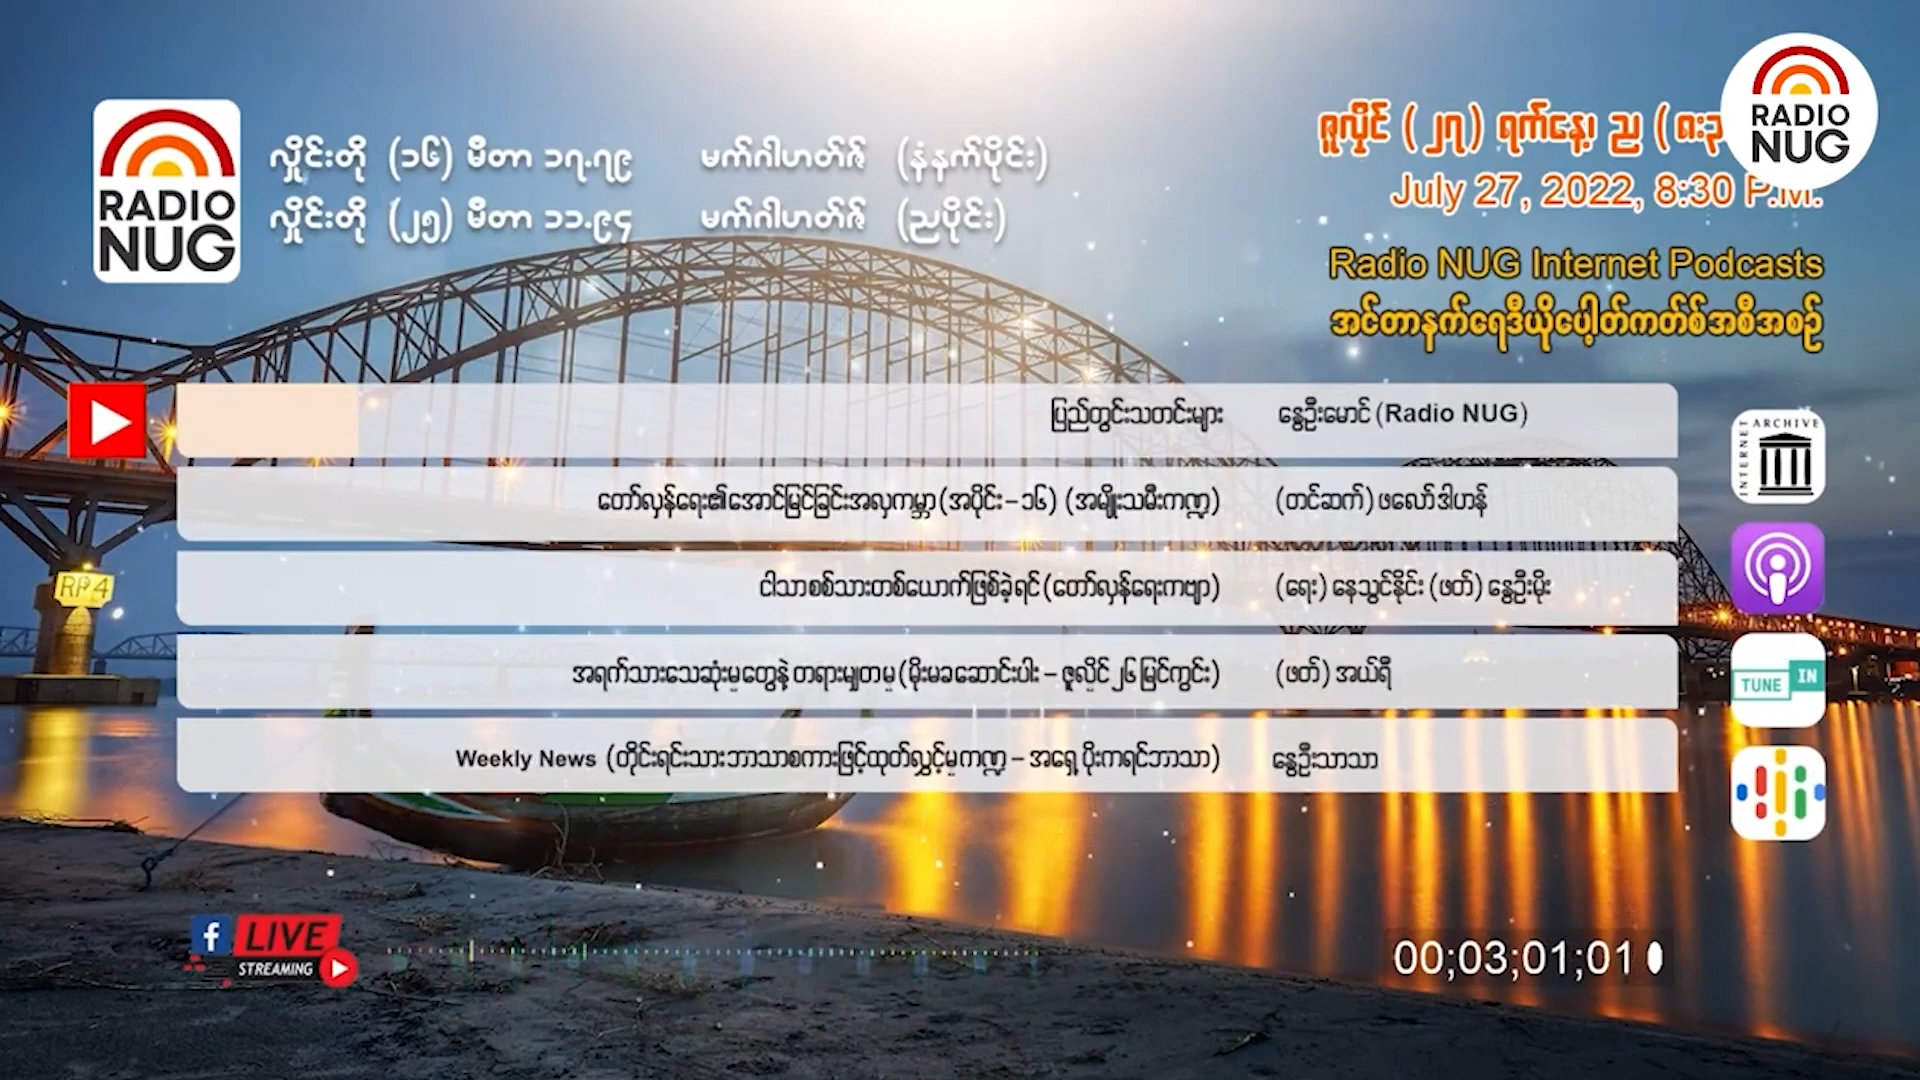 RADIO
NUG
လှိုင်းတို (၁၆) မီတာ ၁၇.၇၉ မက်ဂါဟတ်ဇ် (နံနက်ပိုင်း)
လှိုင်းတို (၂၅) မီတာ ၁၁.၉၄ မက်ဂါဟတ်ဇ် (ညပိုင်း)
ဇူလှိုင် (၂၇) ရက်နေ့၊ ည (၈း၃
RADIO
NUG
July 27, 2022, 8:30 P.M.
Radio NUG Internet Podcasts
အင်တာနက်ရေဒီယိုပေါ့တ်ကတ်စ်အစီအစဉ်
ပြည်တွင်းသတင်းများ နွေဦးမောင် (Radio NUG)
တော်လှန်ရေး၏အောင်မြင်ခြင်းအလှကမ္ဘာ (အပိုင်း – ၁၆) (အမျိုးသမီးကဏ္ဍ) (တင်ဆက်) ဖလော်ဒါဟန်
ငါသာစစ်သားတစ်ယောက်ဖြစ်ခဲ့ရင် (တော်လှန်ရေးကဗျာ) (ရေး) နေသွင်နိုင်း (ဖတ်) နွေဦးမိုး
အရက်သားသေဆုံးမှုတွေနဲ့ တရားမျှတမှု (မိုးမခဆောင်းပါး – ဇူလိုင် ၂၆ မြင်ကွင်း) (ဖတ်) အယ်ရီ
Weekly News (တိုင်းရင်းသားဘာသာစကားဖြင့်ထုတ်လွှင့်မှုကဏ္ဍ – အရှေ့ပိုးကရင်ဘာသာ) နွေဦးသာသာ
INTERNET ARCHIVE
TUNE IN
RP4
f LIVE
STREAMING
00;03;01;01